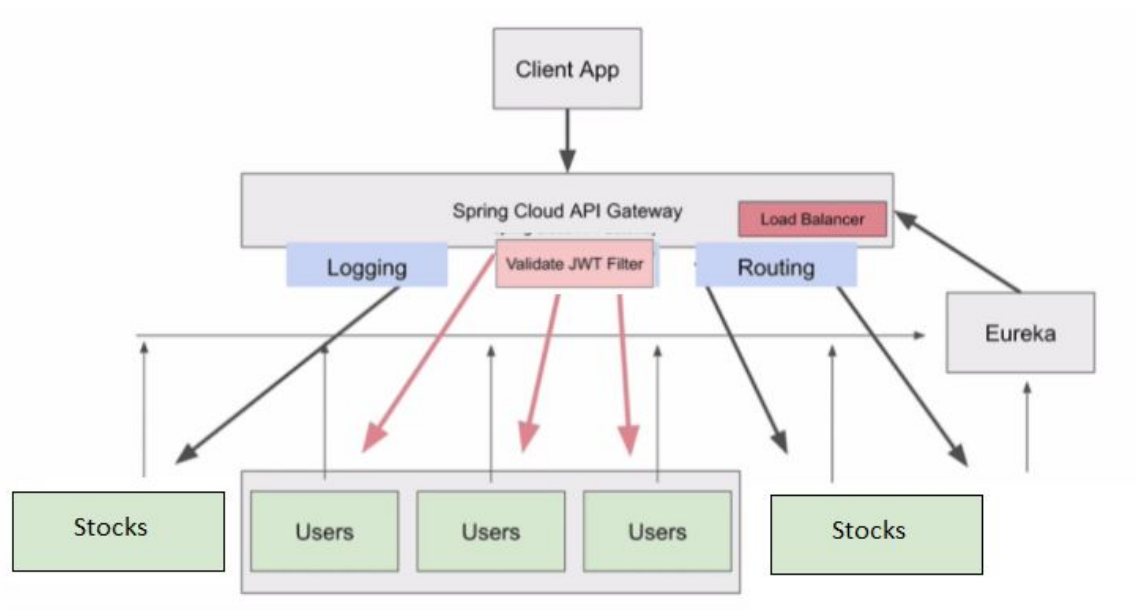 Client App
Spring Cloud API Gateway
Load Balancer
Logging
Validate JWT Filter
Routing
Eureka
Stocks
Users
Users
Users
Stocks